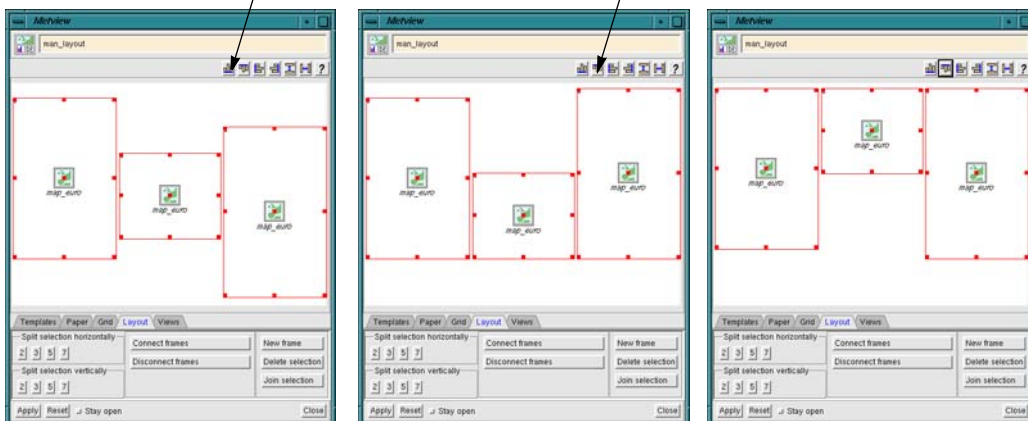 Metview
man_layout
?
map_euro
map_euro
map_euro
Templates Paper Grid Layout Views
Split selection horizontally
2 3 5 7
Split selection vertically
2 3 5 7
Connect frames
Disconnect frames
New frame
Delete selection
Join selection
Apply Reset Stay open Close
Metview
man_layout
?
map_euro
map_euro
map_euro
Templates Paper Grid Layout Views
Split selection horizontally
2 3 5 7
Split selection vertically
2 3 5 7
Connect frames
Disconnect frames
New frame
Delete selection
Join selection
Apply Reset Stay open Close
Metview
man_layout
?
map_euro
map_euro
map_euro
Templates Paper Grid Layout Views
Split selection horizontally
2 3 5 7
Split selection vertically
2 3 5 7
Connect frames
Disconnect frames
New frame
Delete selection
Join selection
Apply Reset Stay open Close